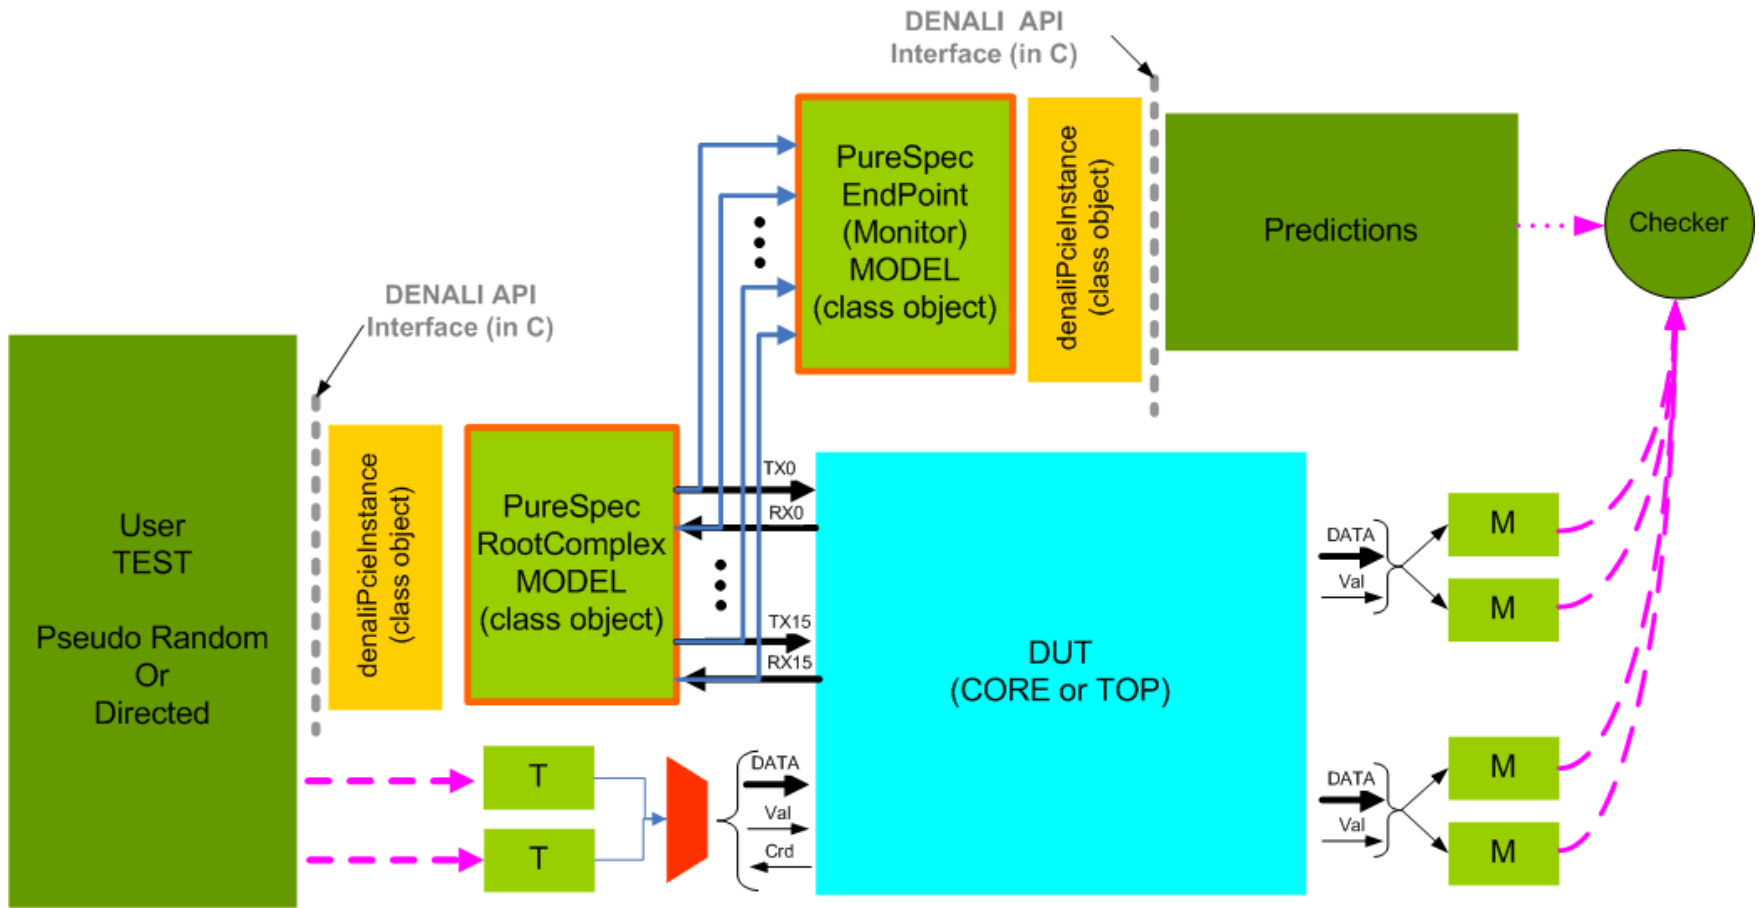 DENALI API
Interface (in C)
PureSpec
EndPoint
(Monitor)
MODEL
(class object)
denaliPcieInstance
(class object)
Predictions
Checker
DENALI API
Interface (in C)
User
TEST
Pseudo Random
Or
Directed
denaliPcieInstance
(class object)
PureSpec
RootComplex
MODEL
(class object)
TX0
RX0
TX15
RX15
DUT
(CORE or TOP)
DATA
Val
M
M
T
T
DATA
Val
Crd
DATA
Val
M
M